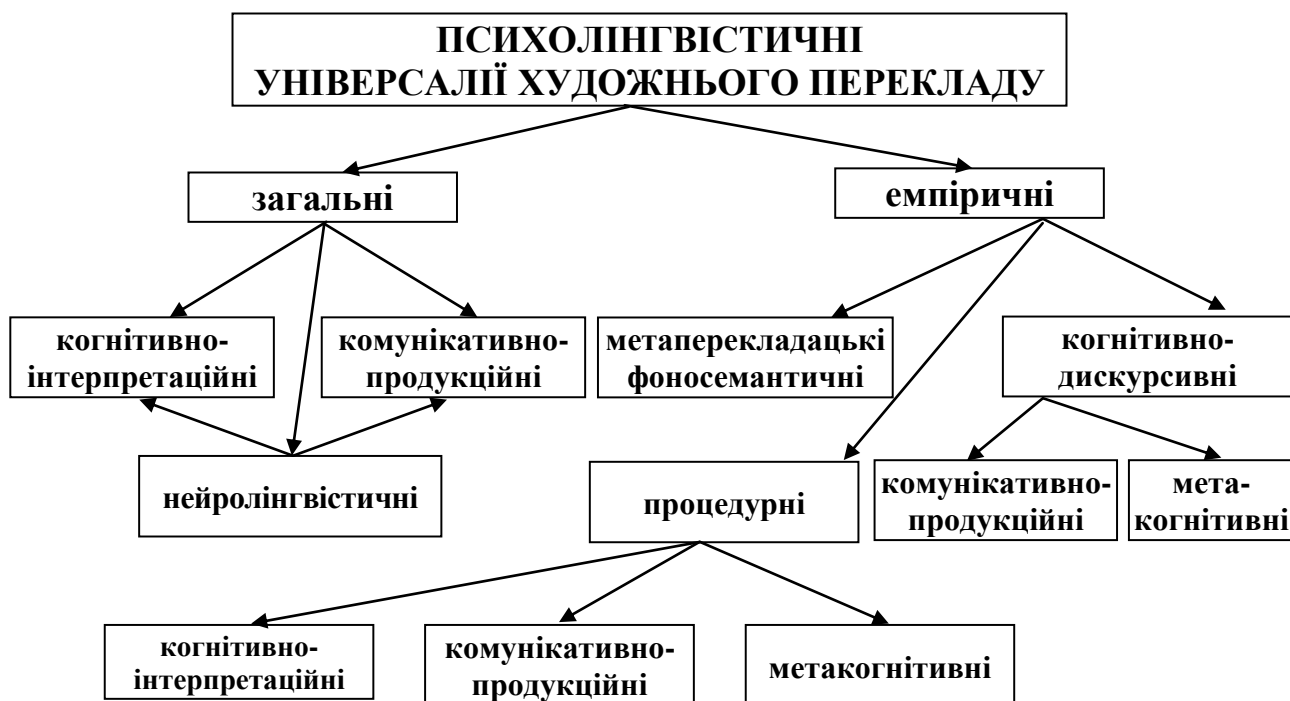 ПСИХОЛІНГВІСТИЧНІ
УНІВЕРСАЛІЇ ХУДОЖНЬОГО ПЕРЕКЛАДУ
загальні
емпіричні
когнітивно-
інтерпретаційні
комунікативно-
продукційні
метаперекладацькі
фоносемантичні
когнітивно-
дискурсивні
нейролінгвістичні
процедурні
комунікативно-
продукційні
мета-
когнітивні
когнітивно-
інтерпретаційні
комунікативно-
продукційні
метакогнітивні